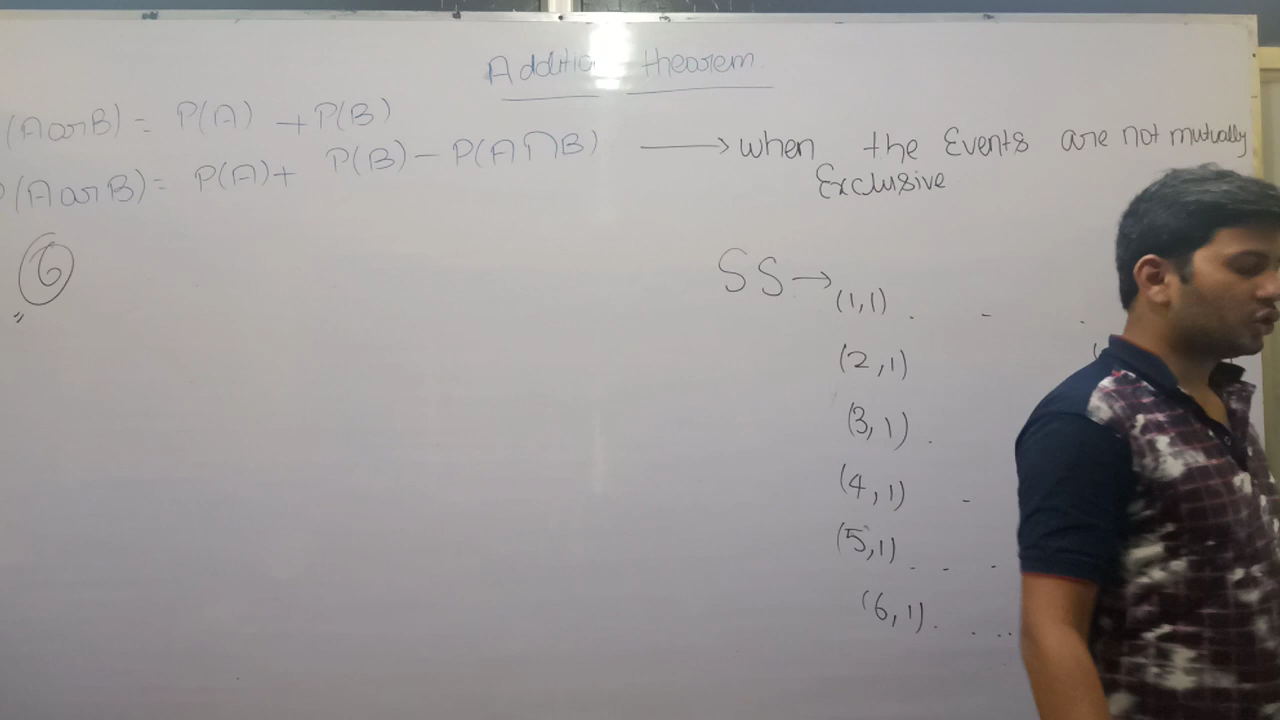 Addition theorem
(A or B) = P(A) + P(B)
P(A or B) = P(A) + P(B) - P(A∩B) → when the Events are not mutually
Exclusive
6
SS → (1,1) . - .
(2,1) (
(3,1) .
(4,1) -
(5,1) . - -
(6,1) . . . .